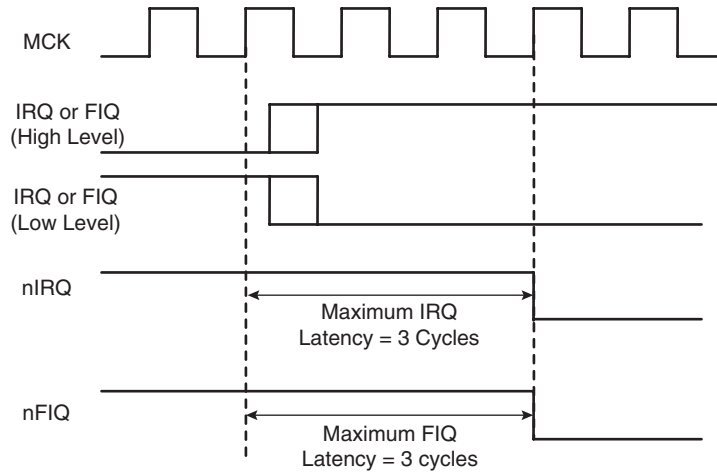 MCK
IRQ or FIQ
(High Level)
IRQ or FIQ
(Low Level)
nIRQ
Maximum IRQ
Latency = 3 Cycles
nFIQ
Maximum FIQ
Latency = 3 cycles